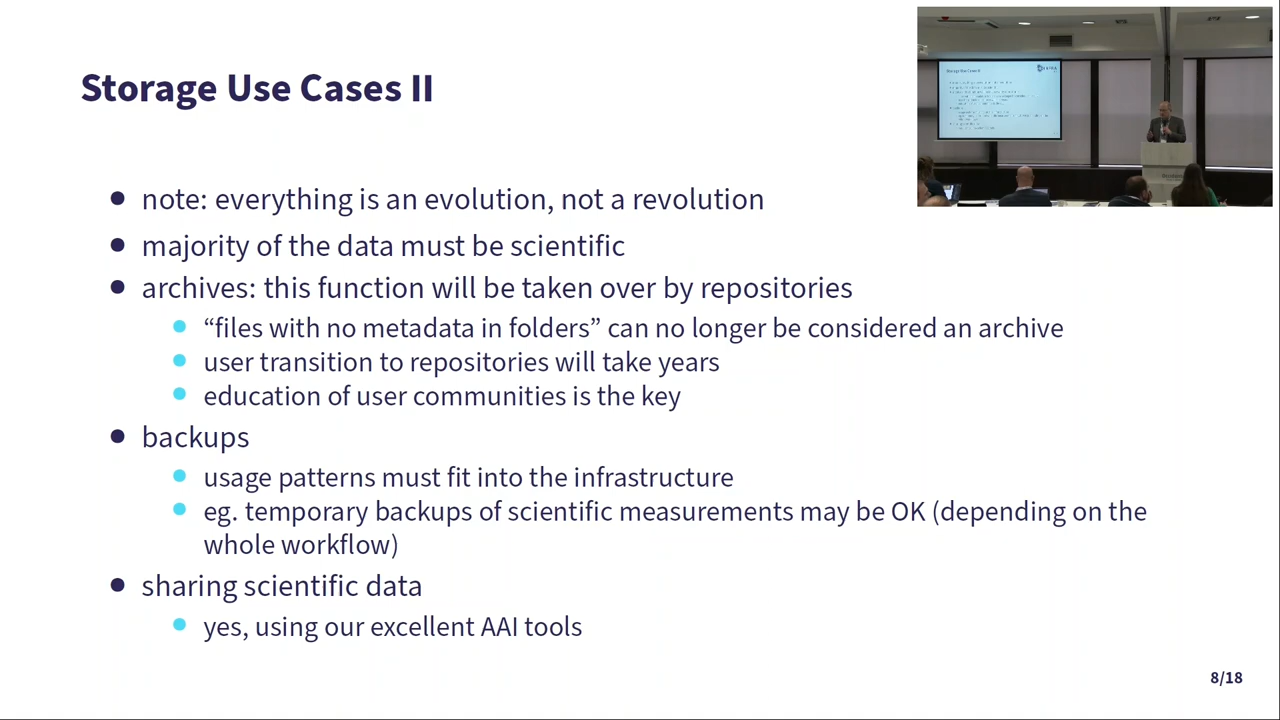 Storage Use Cases II
note: everything is an evolution, not a revolution
majority of the data must be scientific
archives: this function will be taken over by repositories
“files with no metadata in folders” can no longer be considered an archive
user transition to repositories will take years
education of user communities is the key
backups
usage patterns must fit into the infrastructure
eg. temporary backups of scientific measurements may be OK (depending on the
whole workflow)
sharing scientific data
yes, using our excellent AAI tools
8/18